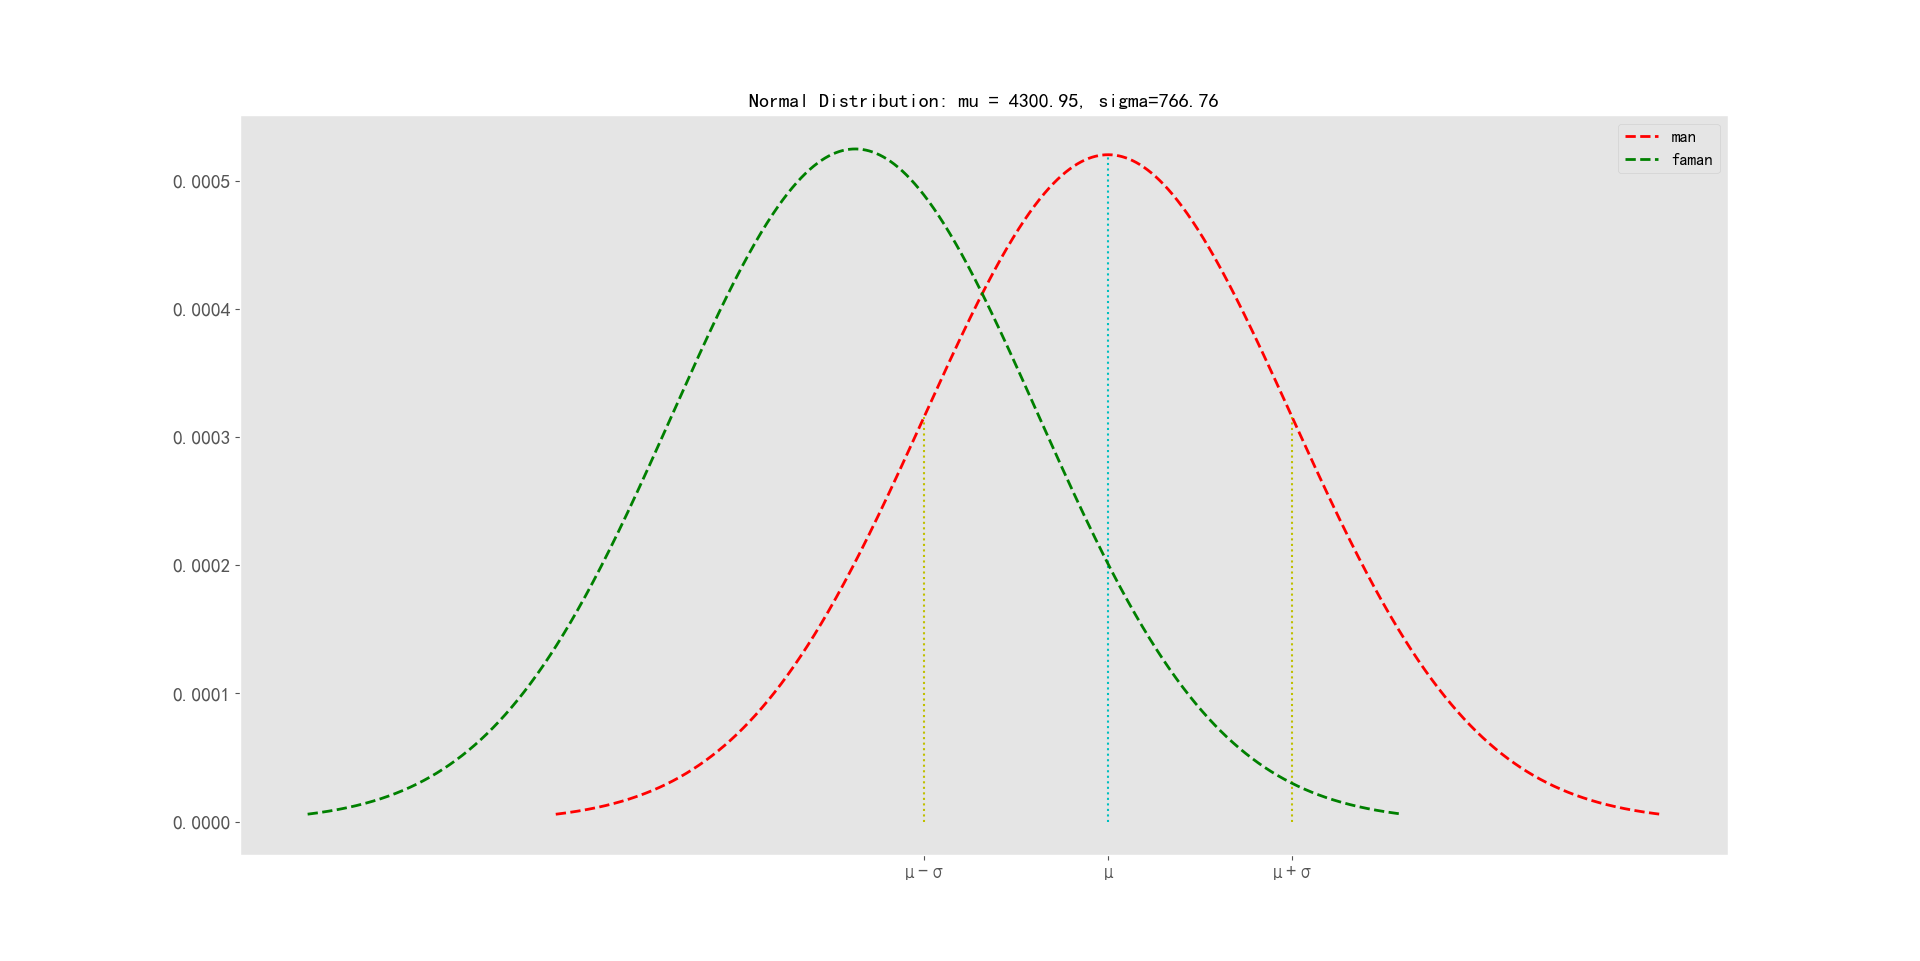 Normal Distribution: mu = 4300.95, sigma=766.76
man
faman
0.0005
0.0004
0.0003
0.0002
0.0001
0.0000
μ − σ
μ
μ + σ